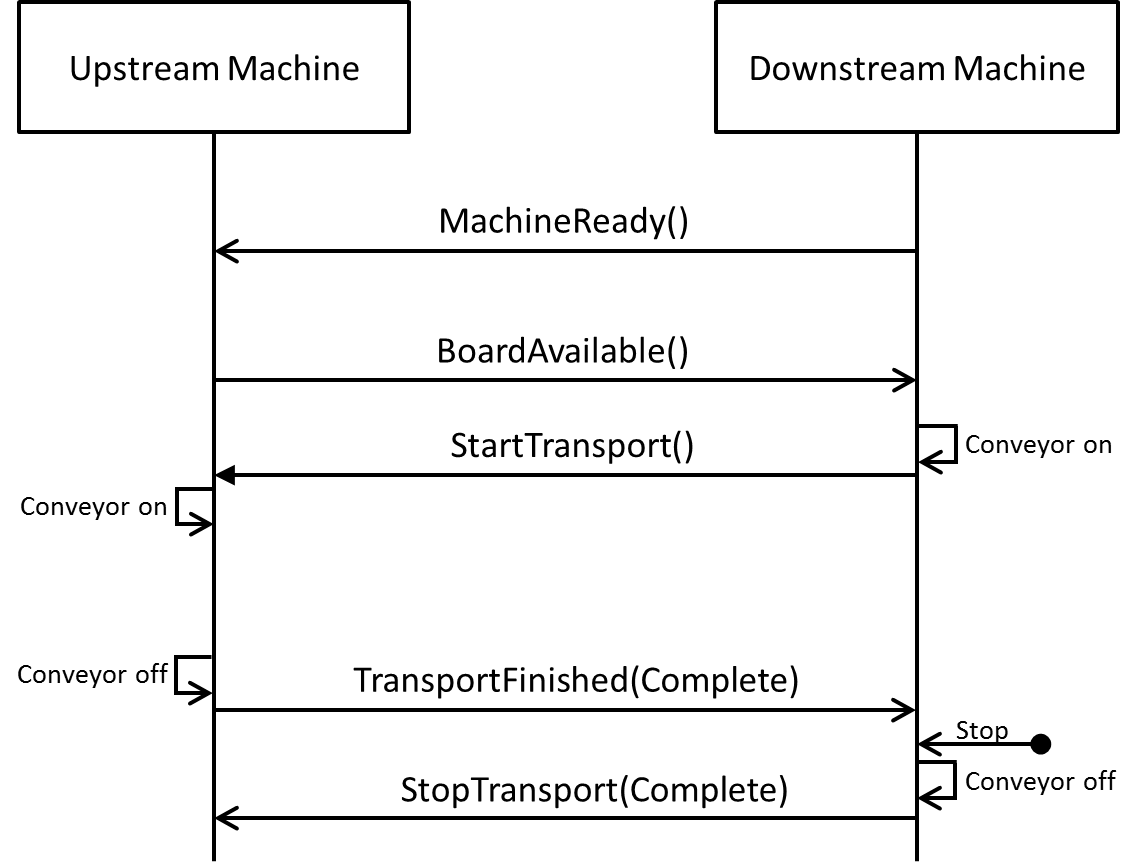 Upstream Machine
Downstream Machine
MachineReady()
BoardAvailable()
StartTransport()
Conveyor on
Conveyor on
Conveyor off
TransportFinished(Complete)
Stop
StopTransport(Complete)
Conveyor off